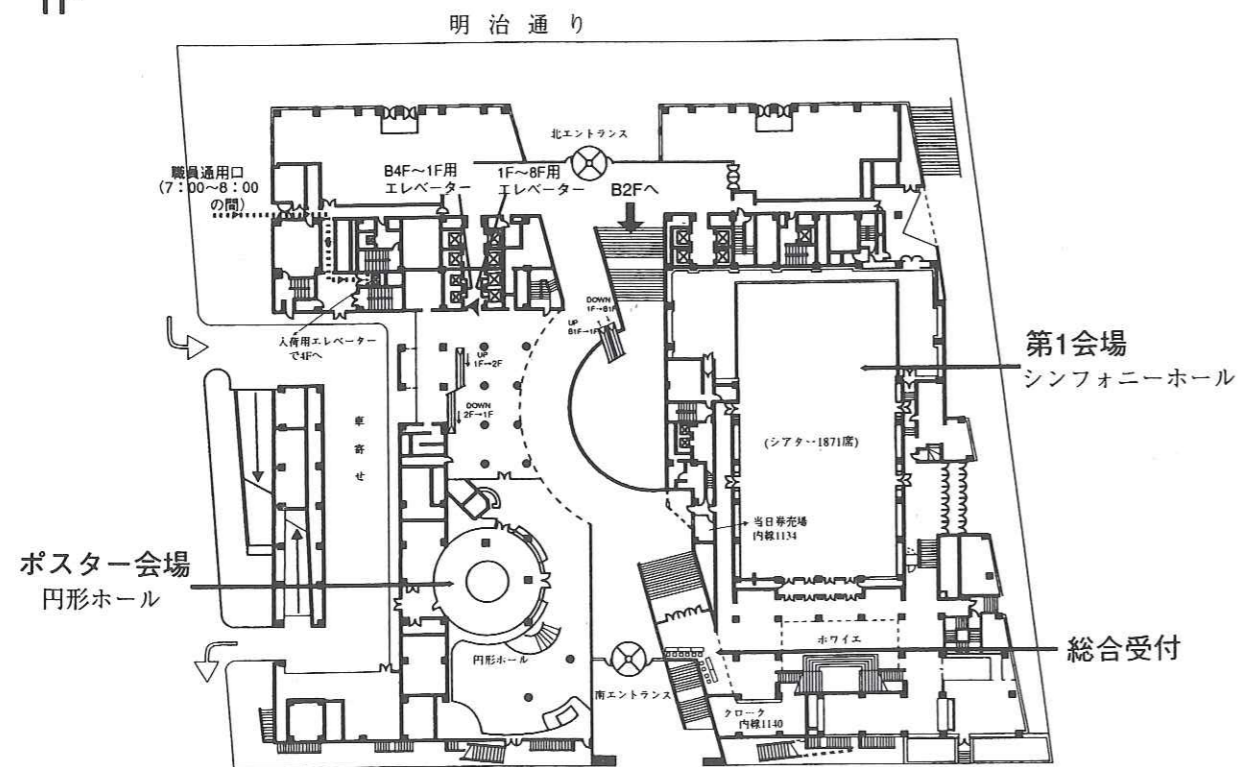 明治通り
北エントランス
職員通用口
(7:00〜8:00
の間)
B4F〜1F用
エレベーター
1F〜8F用
エレベーター
B2Fへ
DOWN
1F→B1F
UP
B1F→1F
入荷用エレベーター
で4Fへ
UP
1F→2F
DOWN
2F→1F
車寄せ
第1会場
シンフォニーホール
(シアター1871席)
当日券売場
内線1134
ポスター会場
円形ホール
円形ホール
ホワイエ
総合受付
南エントランス
クローク
内線1140